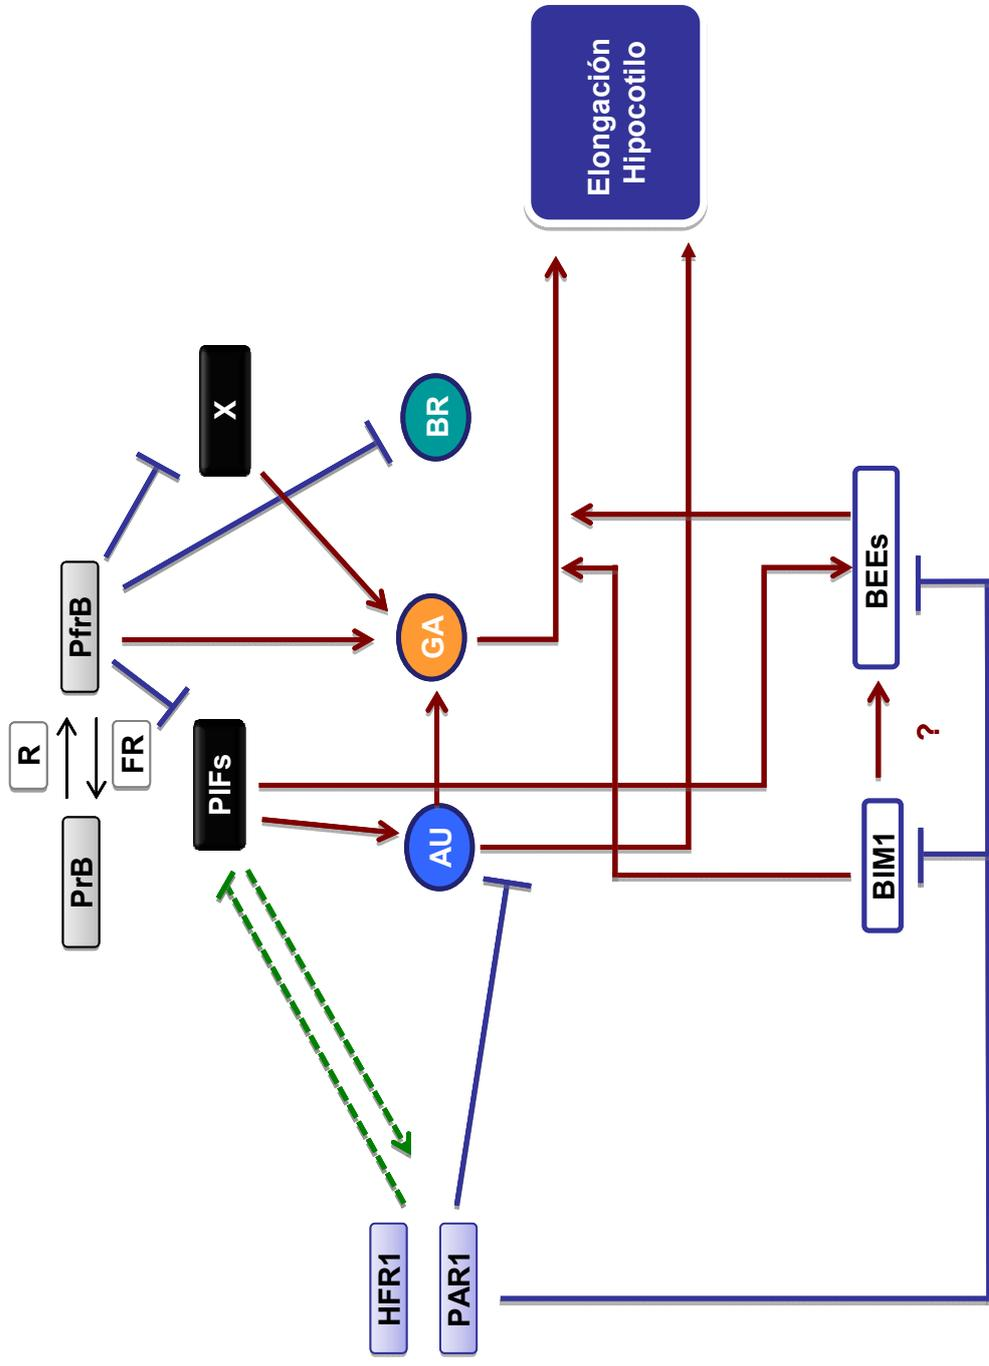 R
PrB
PfrB
FR
PIFs
X
HFR1
PAR1
AU
GA
BR
Elongación
Hipocotilo
BIM1
?
BEEs